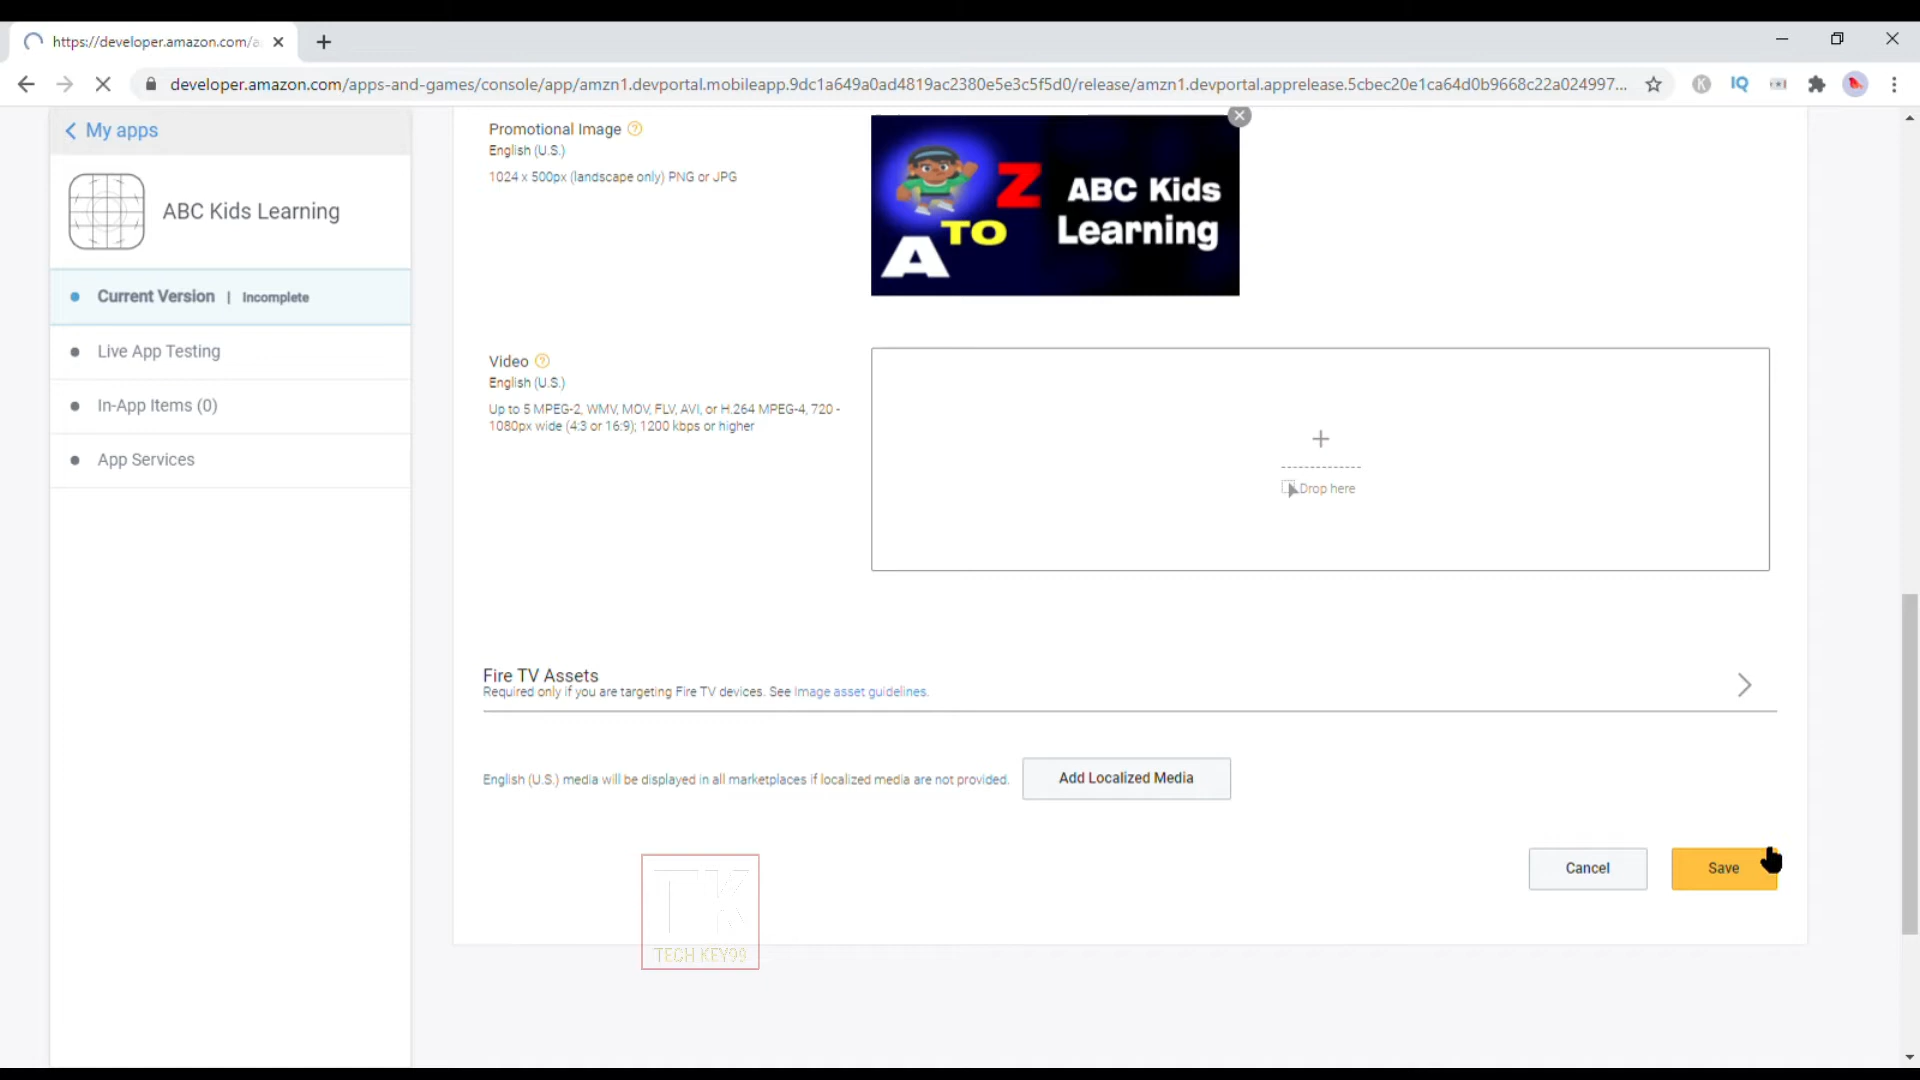 https://developer.amazon.com/a
developer.amazon.com/apps-and-games/console/app/amzn1.devportal.mobileapp.9dc1a649a0ad4819ac2380e5e3c5f5d0/release/amzn1.devportal.apprelease.5cbec20e1ca64d0b9668c22a024997...
K
IQ
My apps
ABC Kids Learning
Current Version | Incomplete
Live App Testing
In-App Items (0)
App Services
Promotional Image ?
English (U.S.)
1024 x 500px (landscape only) PNG or JPG
A TO Z
ABC Kids
Learning
Video ?
English (U.S.)
Up to 5 MPEG-2, WMV, MOV, FLV, AVI, or H.264 MPEG-4, 720 -
1080px wide (4:3 or 16:9); 1200 kbps or higher
Drop here
Fire TV Assets
Required only if you are targeting Fire TV devices. See Image asset guidelines.
English (U.S.) media will be displayed in all marketplaces if localized media are not provided.
Add Localized Media
Cancel
Save
TK
TECH KEY99